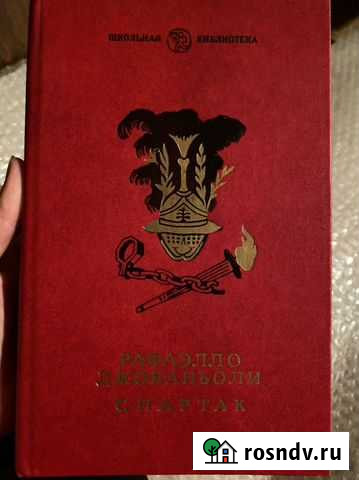 ШКОЛЬНАЯ БИБЛИОТЕКА
РАФАЭЛЛО
ДЖОВАНЬОЛИ
СПАРТАК
rosndv.ru